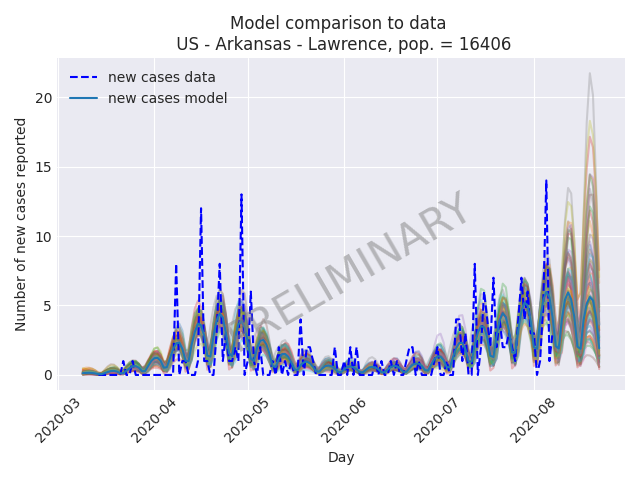 Model comparison to data
US - Arkansas - Lawrence, pop. = 16406
new cases data
new cases model
PRELIMINARY
Number of new cases reported
20
15
10
5
0
2020-03
2020-04
2020-05
2020-06
2020-07
2020-08
Day